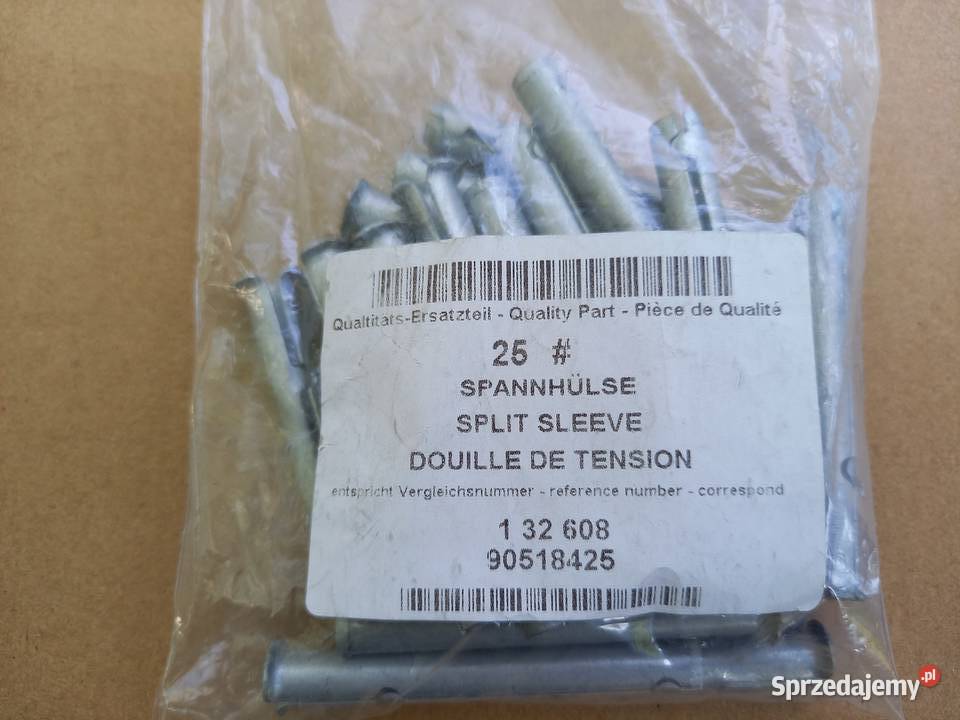 Qualtitäts-Ersatzteil - Quality Part - Pièce de Qualité
25 #
SPANNHÜLSE
SPLIT SLEEVE
DOUILLE DE TENSION
entspricht Vergleichsnummer - reference number - correspond
1 32 608
90518425
Sprzedajemy.pl